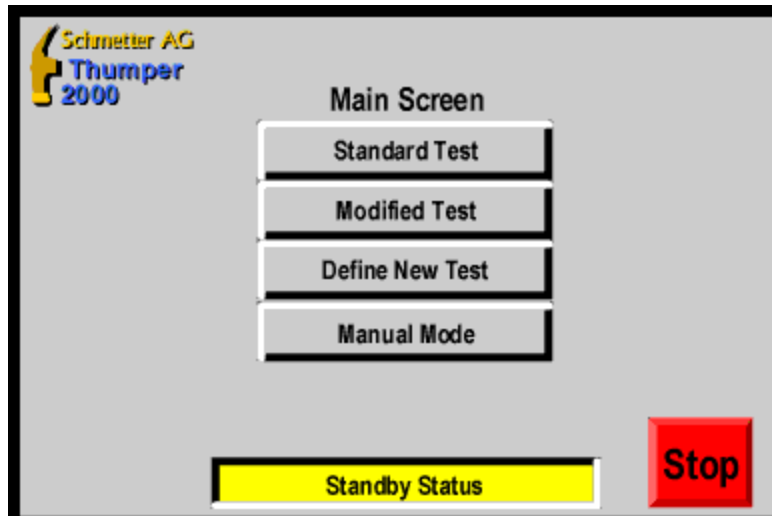 Schmetter AG
Thumper
2000
Main Screen
Standard Test
Modified Test
Define New Test
Manual Mode
Stop
Standby Status